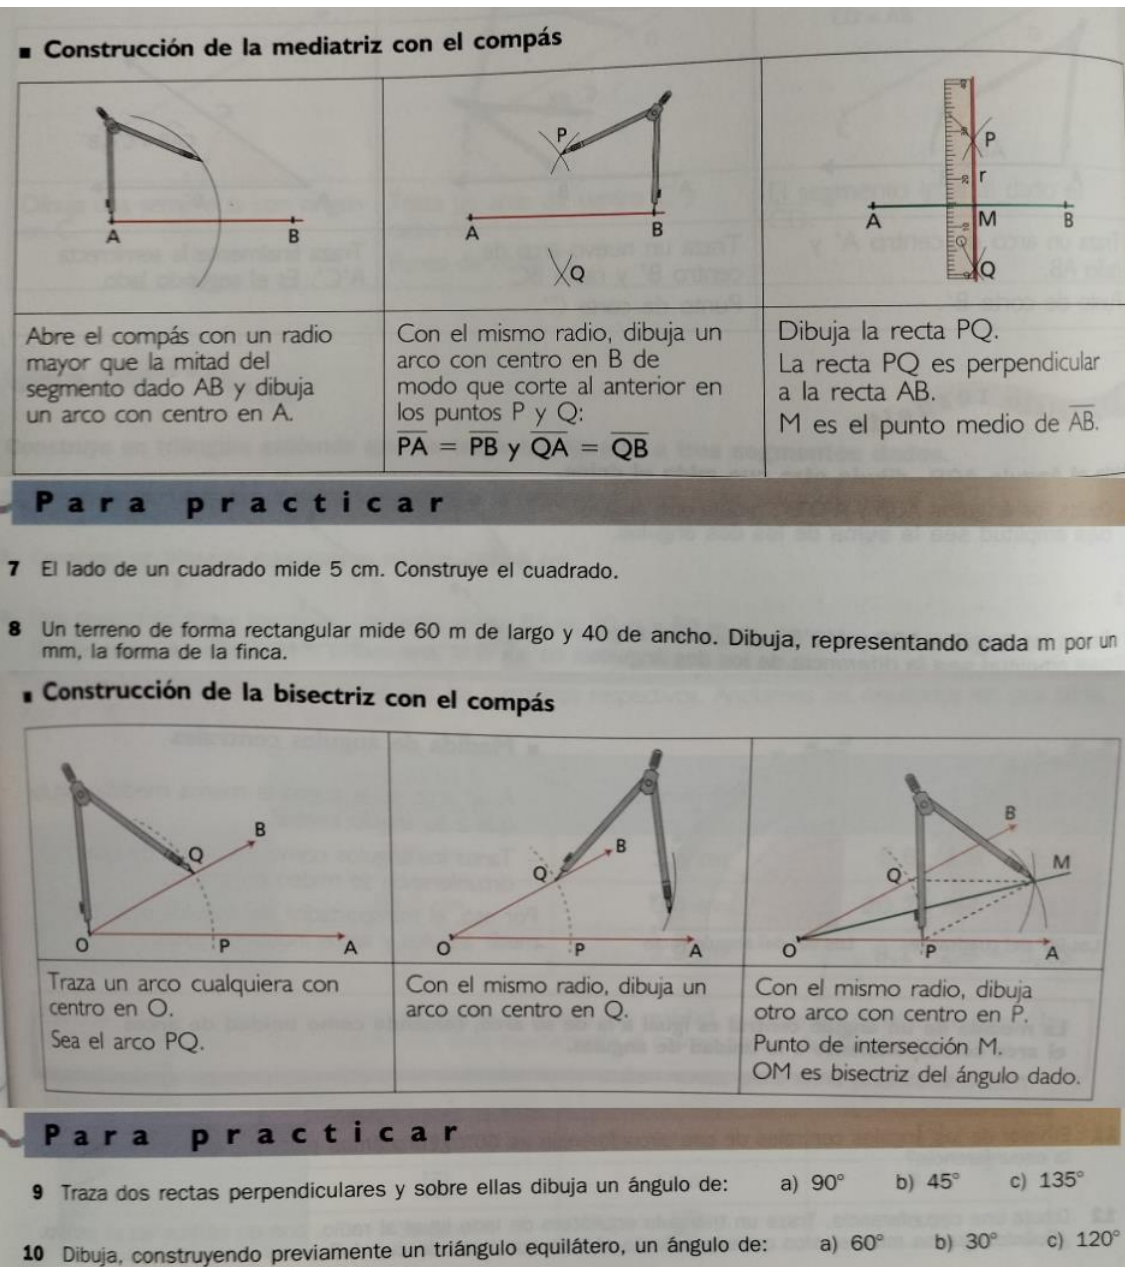 Construcción de la mediatriz con el compás
A
B
P
A
B
Q
P
r
A
M
B
Q
Abre el compás con un radio
mayor que la mitad del
segmento dado AB y dibuja
un arco con centro en A.
Con el mismo radio, dibuja un
arco con centro en B de
modo que corte al anterior en
los puntos P y Q:
PA = PB y QA = QB
Dibuja la recta PQ.
La recta PQ es perpendicular
a la recta AB.
M es el punto medio de AB.
Para practicar
7 El lado de un cuadrado mide 5 cm. Construye el cuadrado.
8 Un terreno de forma rectangular mide 60 m de largo y 40 de ancho. Dibuja, representando cada m por un
mm, la forma de la finca.
Construcción de la bisectriz con el compás
B
Q
O
P
A
B
Q
O
P
A
B
M
Q
O
P
A
Traza un arco cualquiera con
centro en O.
Sea el arco PQ.
Con el mismo radio, dibuja un
arco con centro en Q.
Con el mismo radio, dibuja
otro arco con centro en P.
Punto de intersección M.
OM es bisectriz del ángulo dado.
Para practicar
9 Traza dos rectas perpendiculares y sobre ellas dibuja un ángulo de: a) 90° b) 45° c) 135°
10 Dibuja, construyendo previamente un triángulo equilátero, un ángulo de: a) 60° b) 30° c) 120°